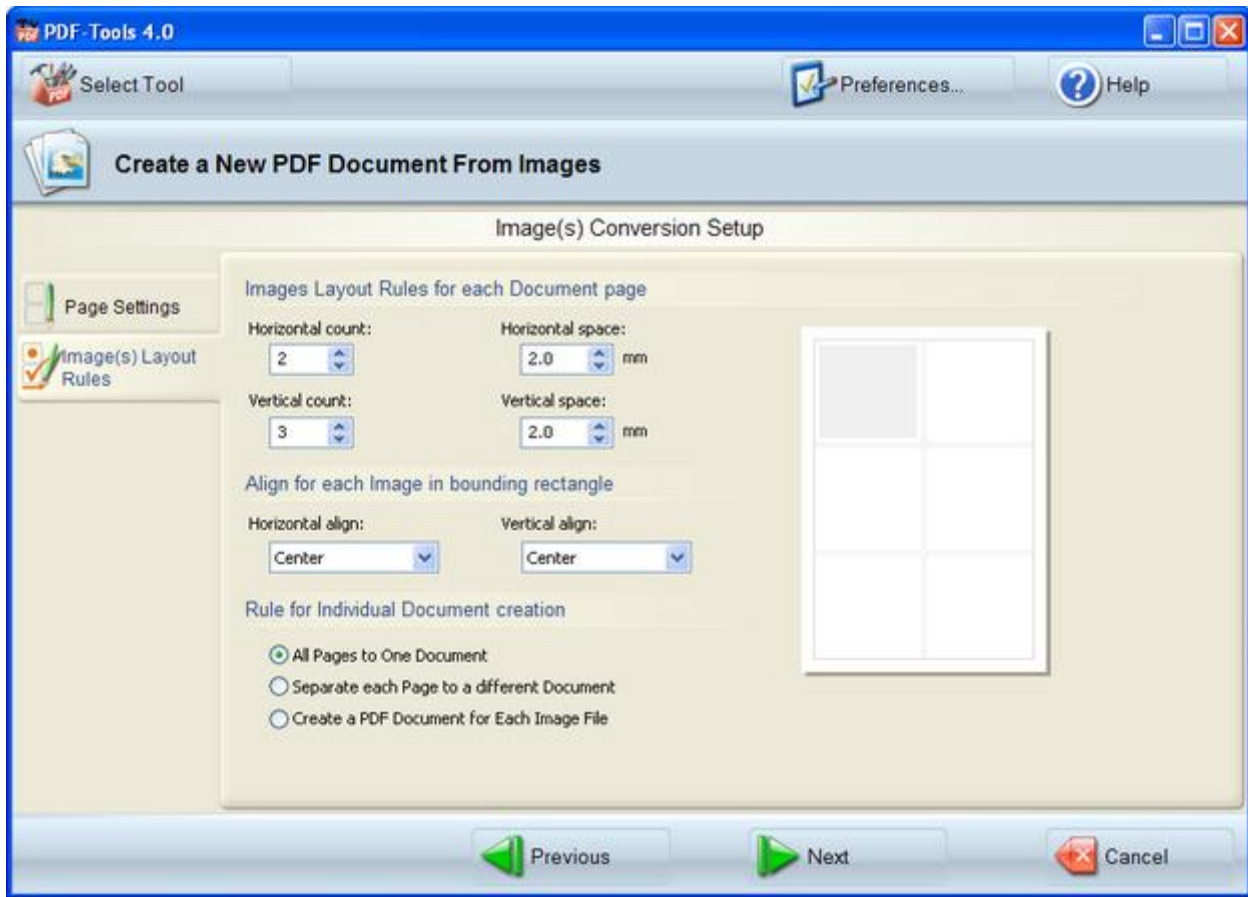 PDF-Tools 4.0
Select Tool
Preferences...
Help
Create a New PDF Document From Images
Image(s) Conversion Setup
Page Settings
Image(s) Layout
Rules
Images Layout Rules for each Document page
Horizontal count: Horizontal space:
2 2.0 mm
Vertical count: Vertical space:
3 2.0 mm
Align for each Image in bounding rectangle
Horizontal align: Vertical align:
Center Center
Rule for Individual Document creation
All Pages to One Document
Separate each Page to a different Document
Create a PDF Document for Each Image File
Previous
Next
Cancel